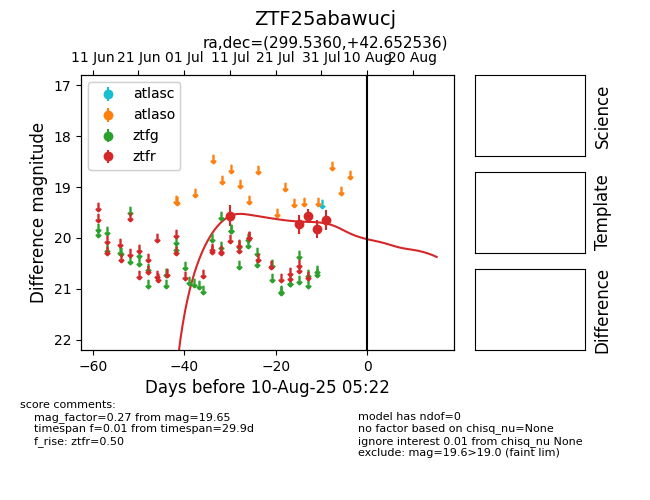 ZTF25abawucj
ra,dec=(299.5360,+42.652536)
11 Jun 21 Jun 01 Jul 11 Jul 21 Jul 31 Jul 10 Aug 20 Aug
17
18
19
20
21
22
Difference magnitude
atlasc
atlaso
ztfg
ztfr
−60 −40 −20 0
Days before 10-Aug-25 05:22
Science
Template
Difference
score comments:
mag_factor=0.27 from mag=19.65
timespan f=0.01 from timespan=29.9d
f_rise: ztfr=0.50
model has ndof=0
no factor based on chisq_nu=None
ignore interest 0.01 from chisq_nu None
exclude: mag=19.6>19.0 (faint lim)